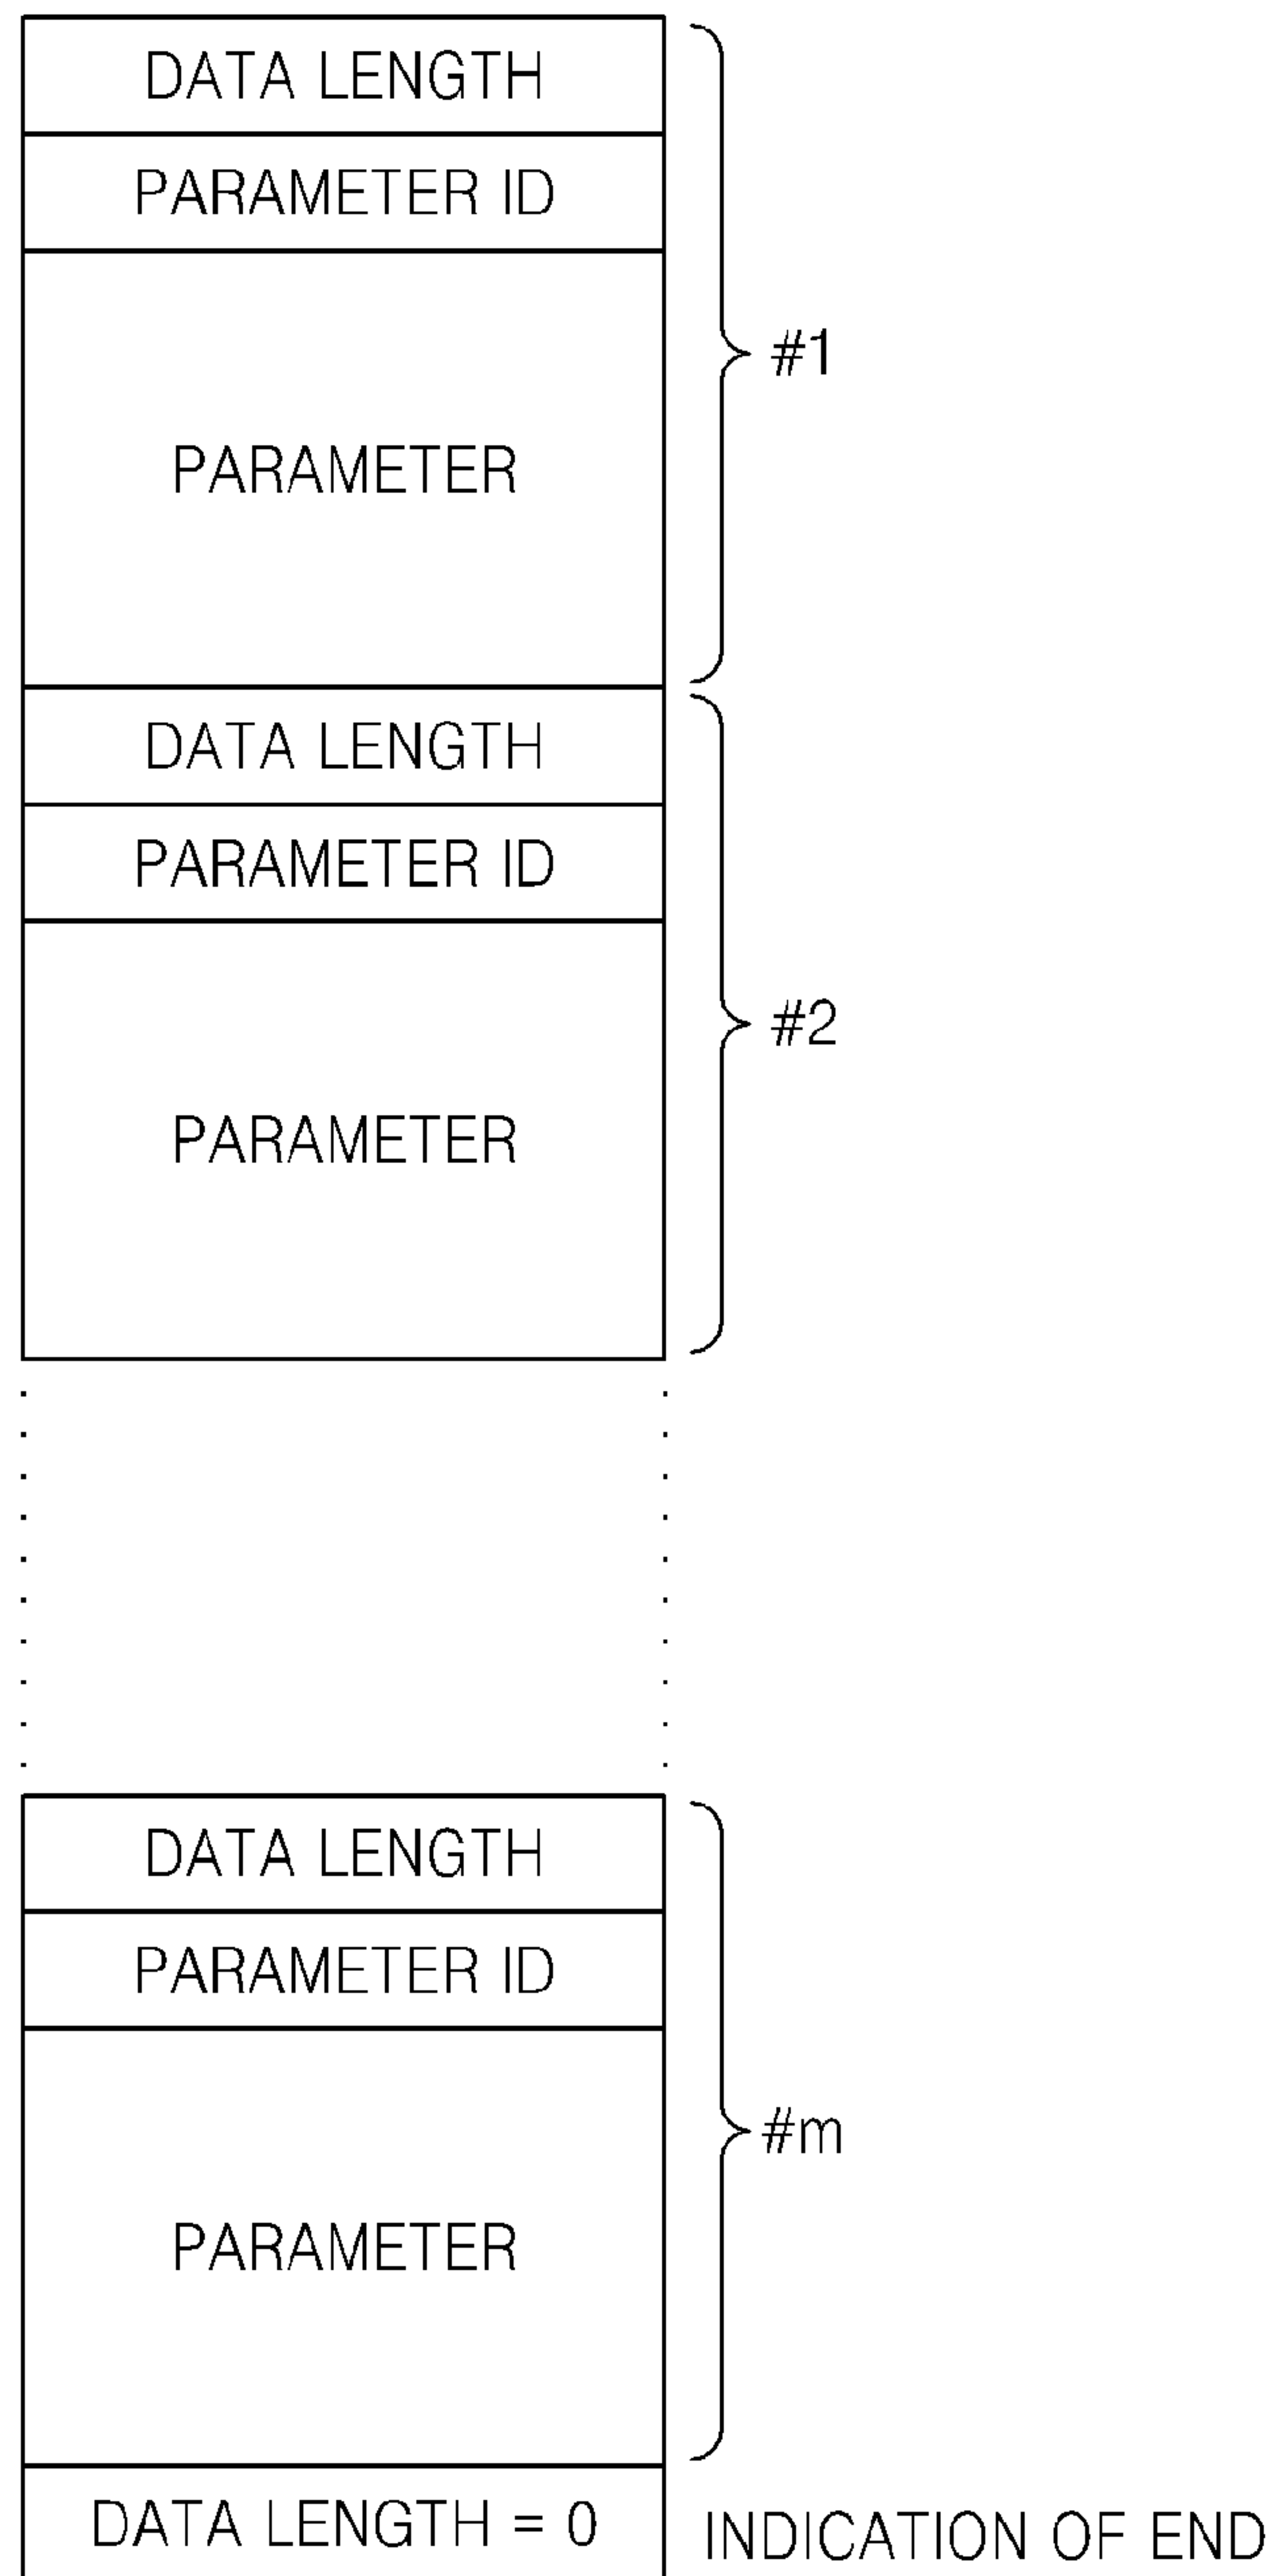 DATA LENGTH
PARAMETER ID
#1
PARAMETER
DATA LENGTH
PARAMETER ID
#2
PARAMETER
DATA LENGTH
PARAMETER ID
#m
PARAMETER
DATA LENGTH = 0
INDICATION OF END